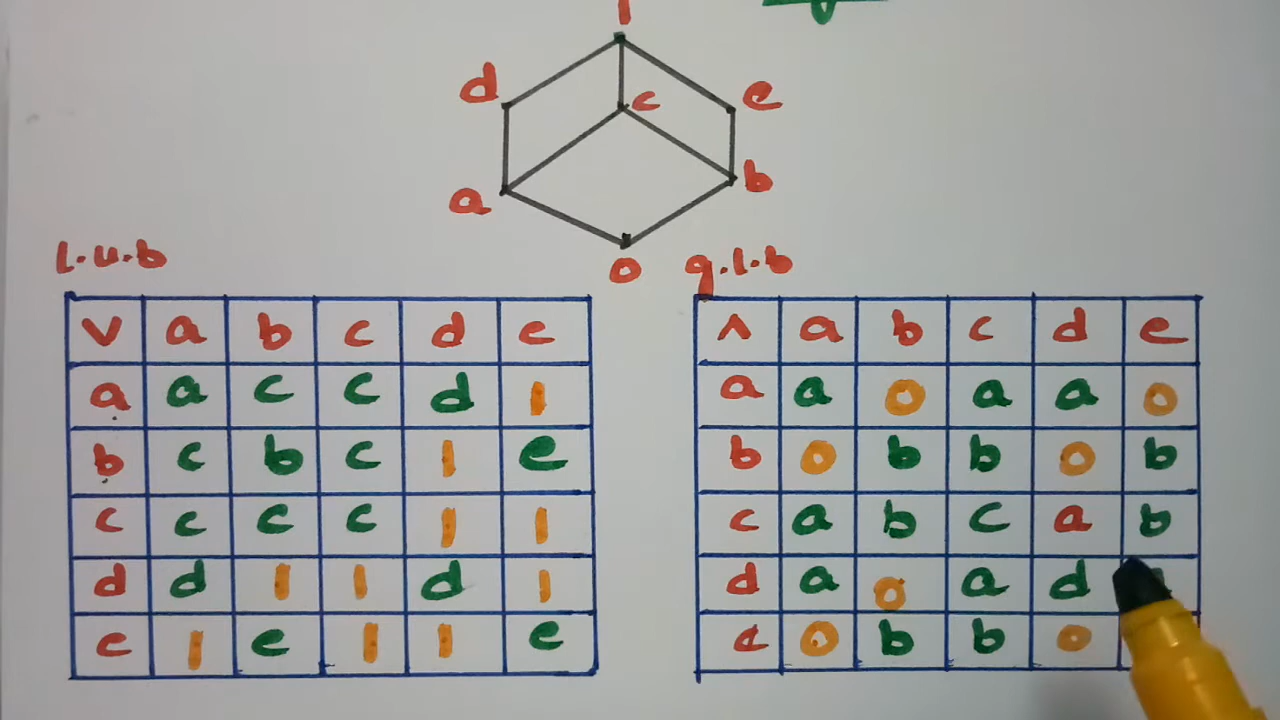 1
d c e
a b
0
l.u.b g.l.b
v a b c d e
a a c c d 1
b c b c 1 e
c c c c 1 1
d d 1 1 d 1
e 1 e 1 1 e
^ a b c d e
a a 0 a a 0
b 0 b b 0 b
c a b c a b
d a 0 a d
e 0 b b 0